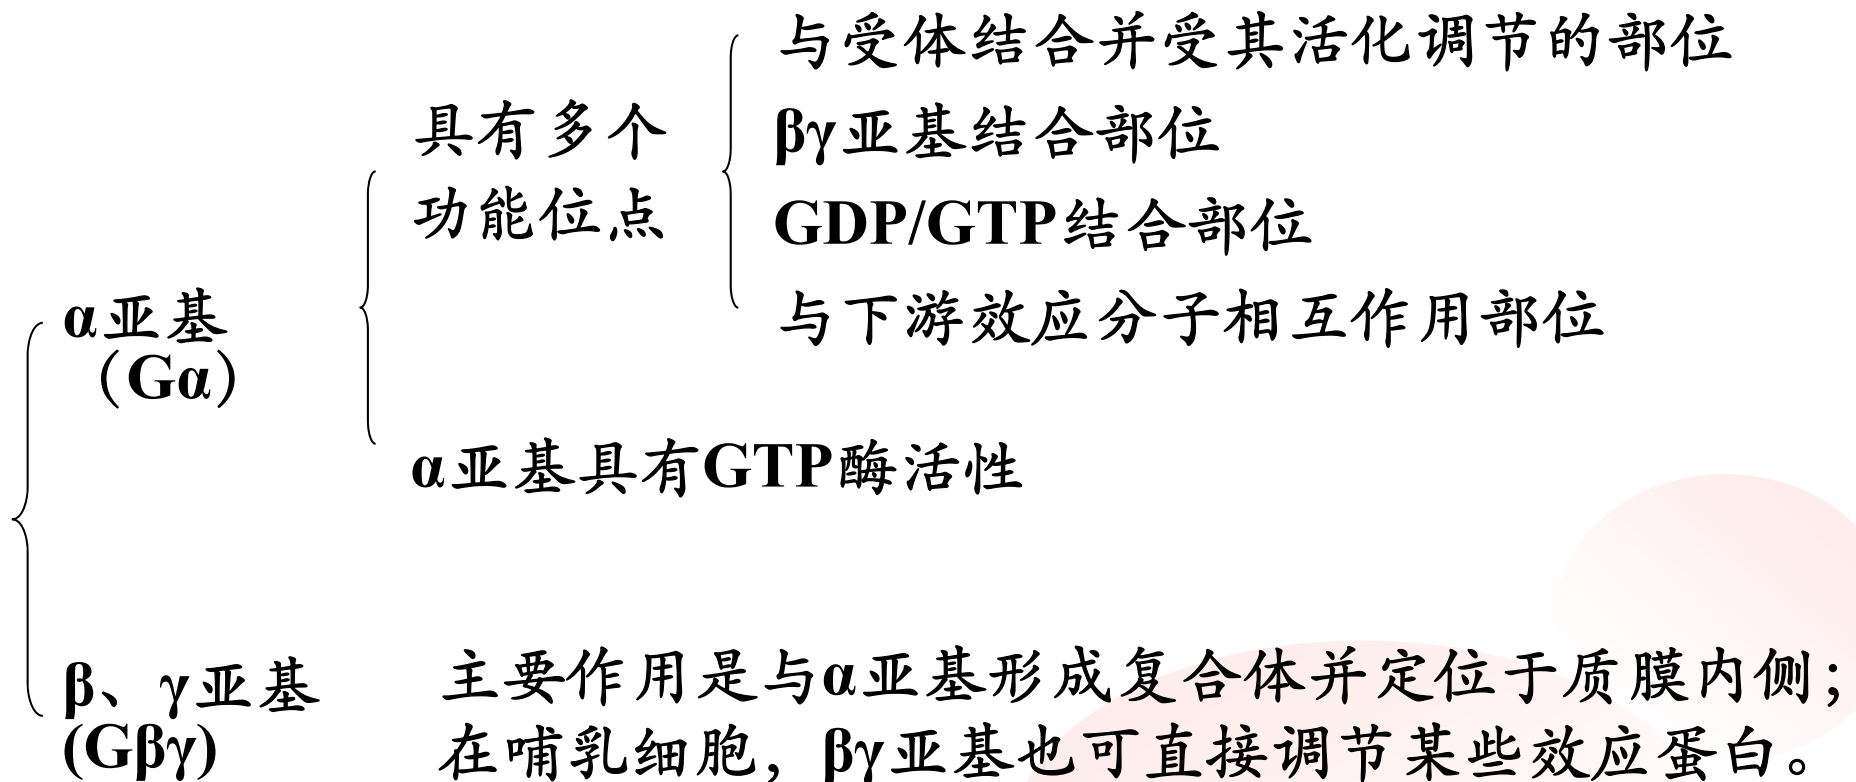 与受体结合并受其活化调节的部位
具有多个
功能位点
βγ亚基结合部位
GDP/GTP结合部位
与下游效应分子相互作用部位
α亚基
（Gα）
α亚基具有GTP酶活性
β、γ亚基
(Gβγ)
主要作用是与α亚基形成复合体并定位于质膜内侧；
在哺乳细胞，βγ亚基也可直接调节某些效应蛋白。